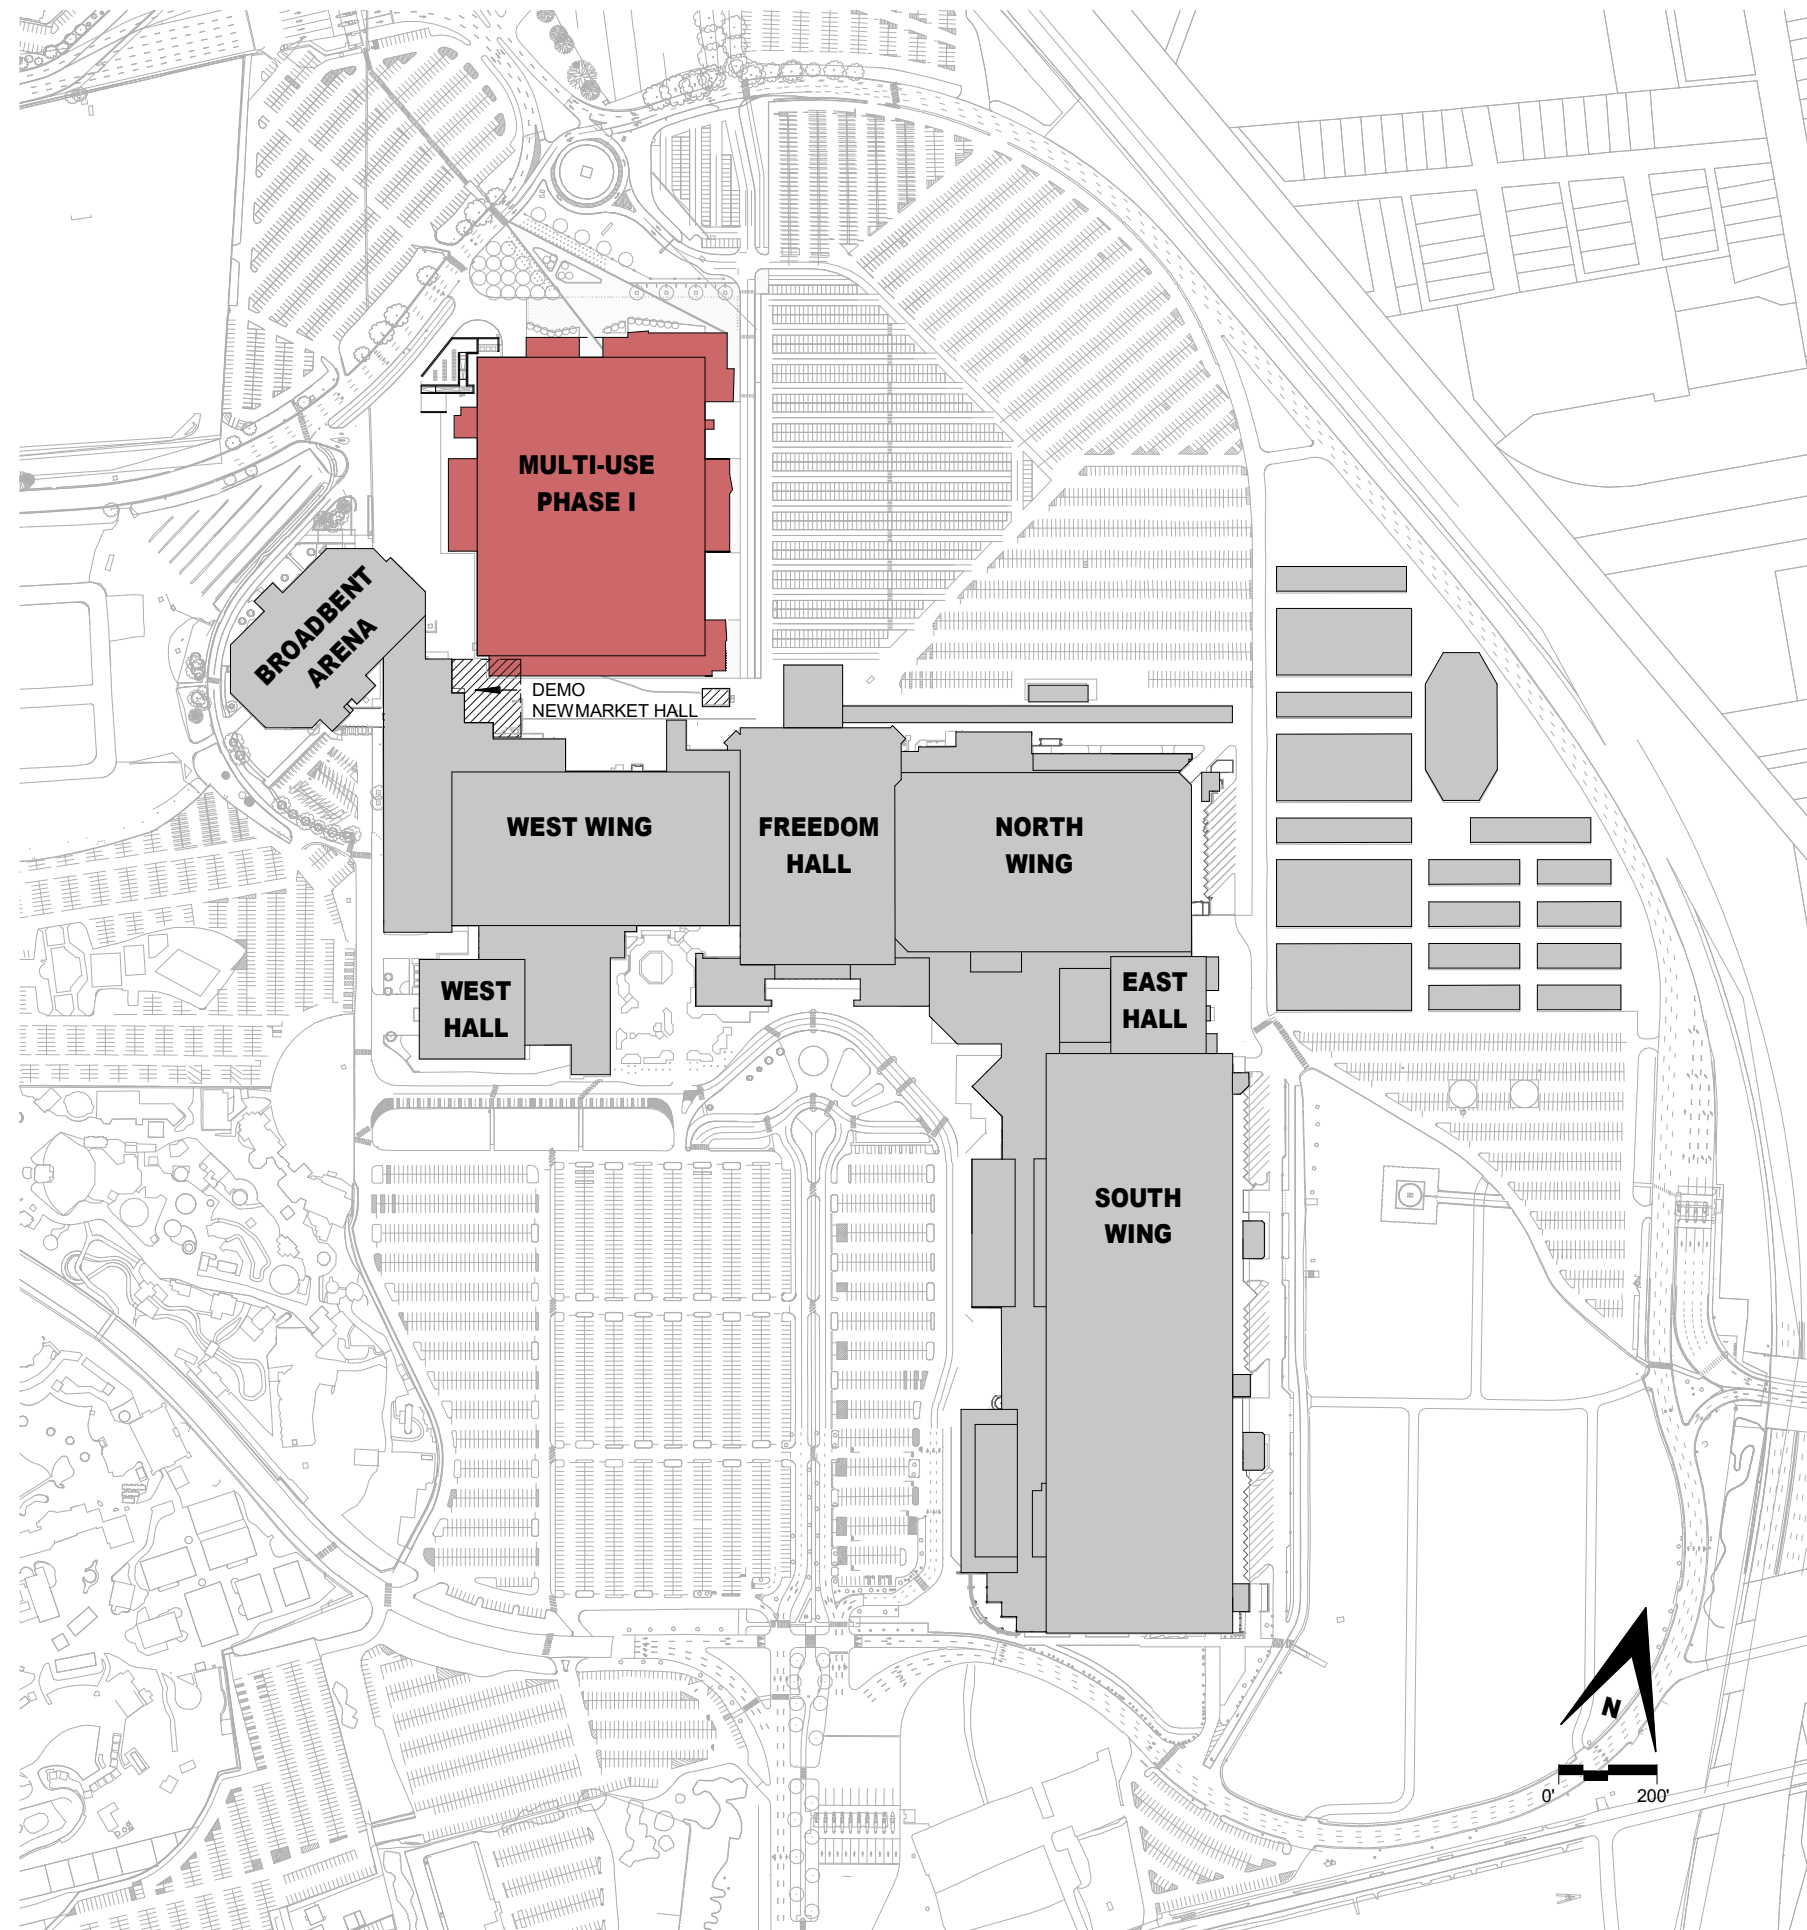 MULTI-USE
PHASE I
BROADBENT
ARENA
DEMO
NEWMARKET HALL
WEST WING
FREEDOM
HALL
NORTH
WING
WEST
HALL
EAST
HALL
SOUTH
WING
N
0' 200'